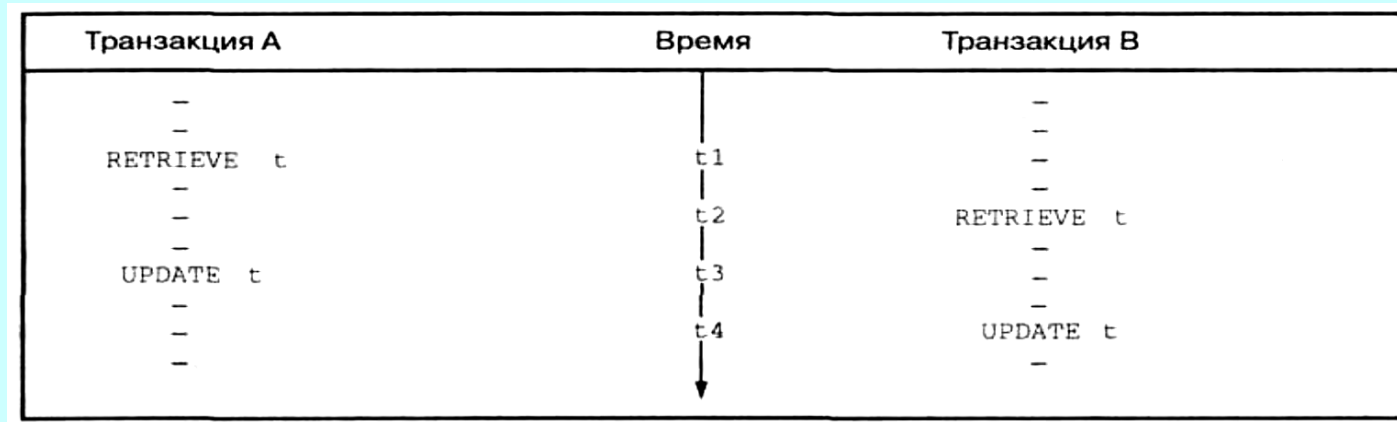 Транзакция А Время Транзакция В
– –
– –
RETRIEVE t t1 –
– –
– t2 RETRIEVE t
– –
UPDATE t t3 –
– –
– t4 UPDATE t
– –